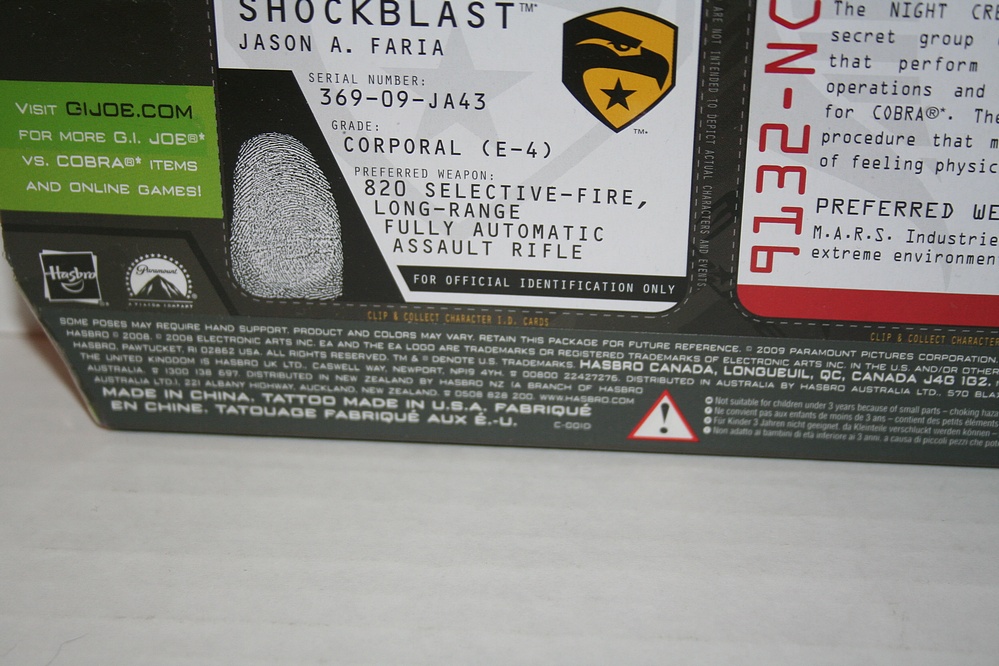 SHOCKBLAST™
JASON A. FARIA
SERIAL NUMBER:
369-09-JA43
GRADE:
CORPORAL (E-4)
PREFERRED WEAPON:
820 SELECTIVE-FIRE,
LONG-RANGE
FULLY AUTOMATIC
ASSAULT RIFLE
FOR OFFICIAL IDENTIFICATION ONLY
TM
VISIT GIJOE.COM
FOR MORE G.I. JOE®*
VS. COBRA®* ITEMS
AND ONLINE GAMES!
Hasbro
Paramount
A VIACOM COMPANY
ARE NOT INTENDED TO DEPICT ACTUAL CHARACTERS AND EVENTS.
The NIGHT CRE
secret group
that perform
operations and
for COBRA®*. The
procedure that m
of feeling physic
PREFERRED WE
M.A.R.S. Industrie
extreme environmen
CLIP & COLLECT CHARACTER I.D. CARDS
CLIP & COLLECT CHARACTER
SOME POSES MAY REQUIRE HAND SUPPORT. PRODUCT AND COLORS MAY VARY. RETAIN THIS PACKAGE FOR FUTURE REFERENCE. © 2009 PARAMOUNT PICTURES CORPORATION.
HASBRO © 2008. © 2008 ELECTRONIC ARTS INC. EA AND THE EA LOGO ARE TRADEMARKS OR REGISTERED TRADEMARKS OF ELECTRONIC ARTS INC. IN THE U.S. AND/OR OTHER
HASBRO, PAWTUCKET, RI 02862 USA. ALL RIGHTS RESERVED. TM & ® DENOTE U.S. TRADEMARKS. HASBRO CANADA, LONGUEUIL, QC, CANADA J4G 1G2.
THE UNITED KINGDOM BY HASBRO UK LTD., CASWELL WAY, NEWPORT, NP19 4YH. 00800 22427276. DISTRIBUTED IN AUSTRALIA BY HASBRO AUSTRALIA LTD., 570 BLA
AUSTRALIA. 1300 138 697. DISTRIBUTED IN NEW ZEALAND BY HASBRO NZ (A BRANCH OF HASBRO
AUSTRALIA LTD.), 221 ALBANY HIGHWAY, AUCKLAND, NEW ZEALAND. 0508 828 200. WWW.HASBRO.COM
MADE IN CHINA. TATTOO MADE IN U.S.A. FABRIQUÉ
EN CHINE. TATOUAGE FABRIQUÉ AUX É.-U.
C-001D
Not suitable for children under 3 years because of small parts – choking haza
Ne convient pas aux enfants de moins de 3 ans – contient des petits éléments
Für Kinder 3 Jahren nicht geeignet, da Kleinteile verschluckt werden können
Non adatto ai bambini di età inferiore ai 3 anni, a causa di piccoli pezzi che pot